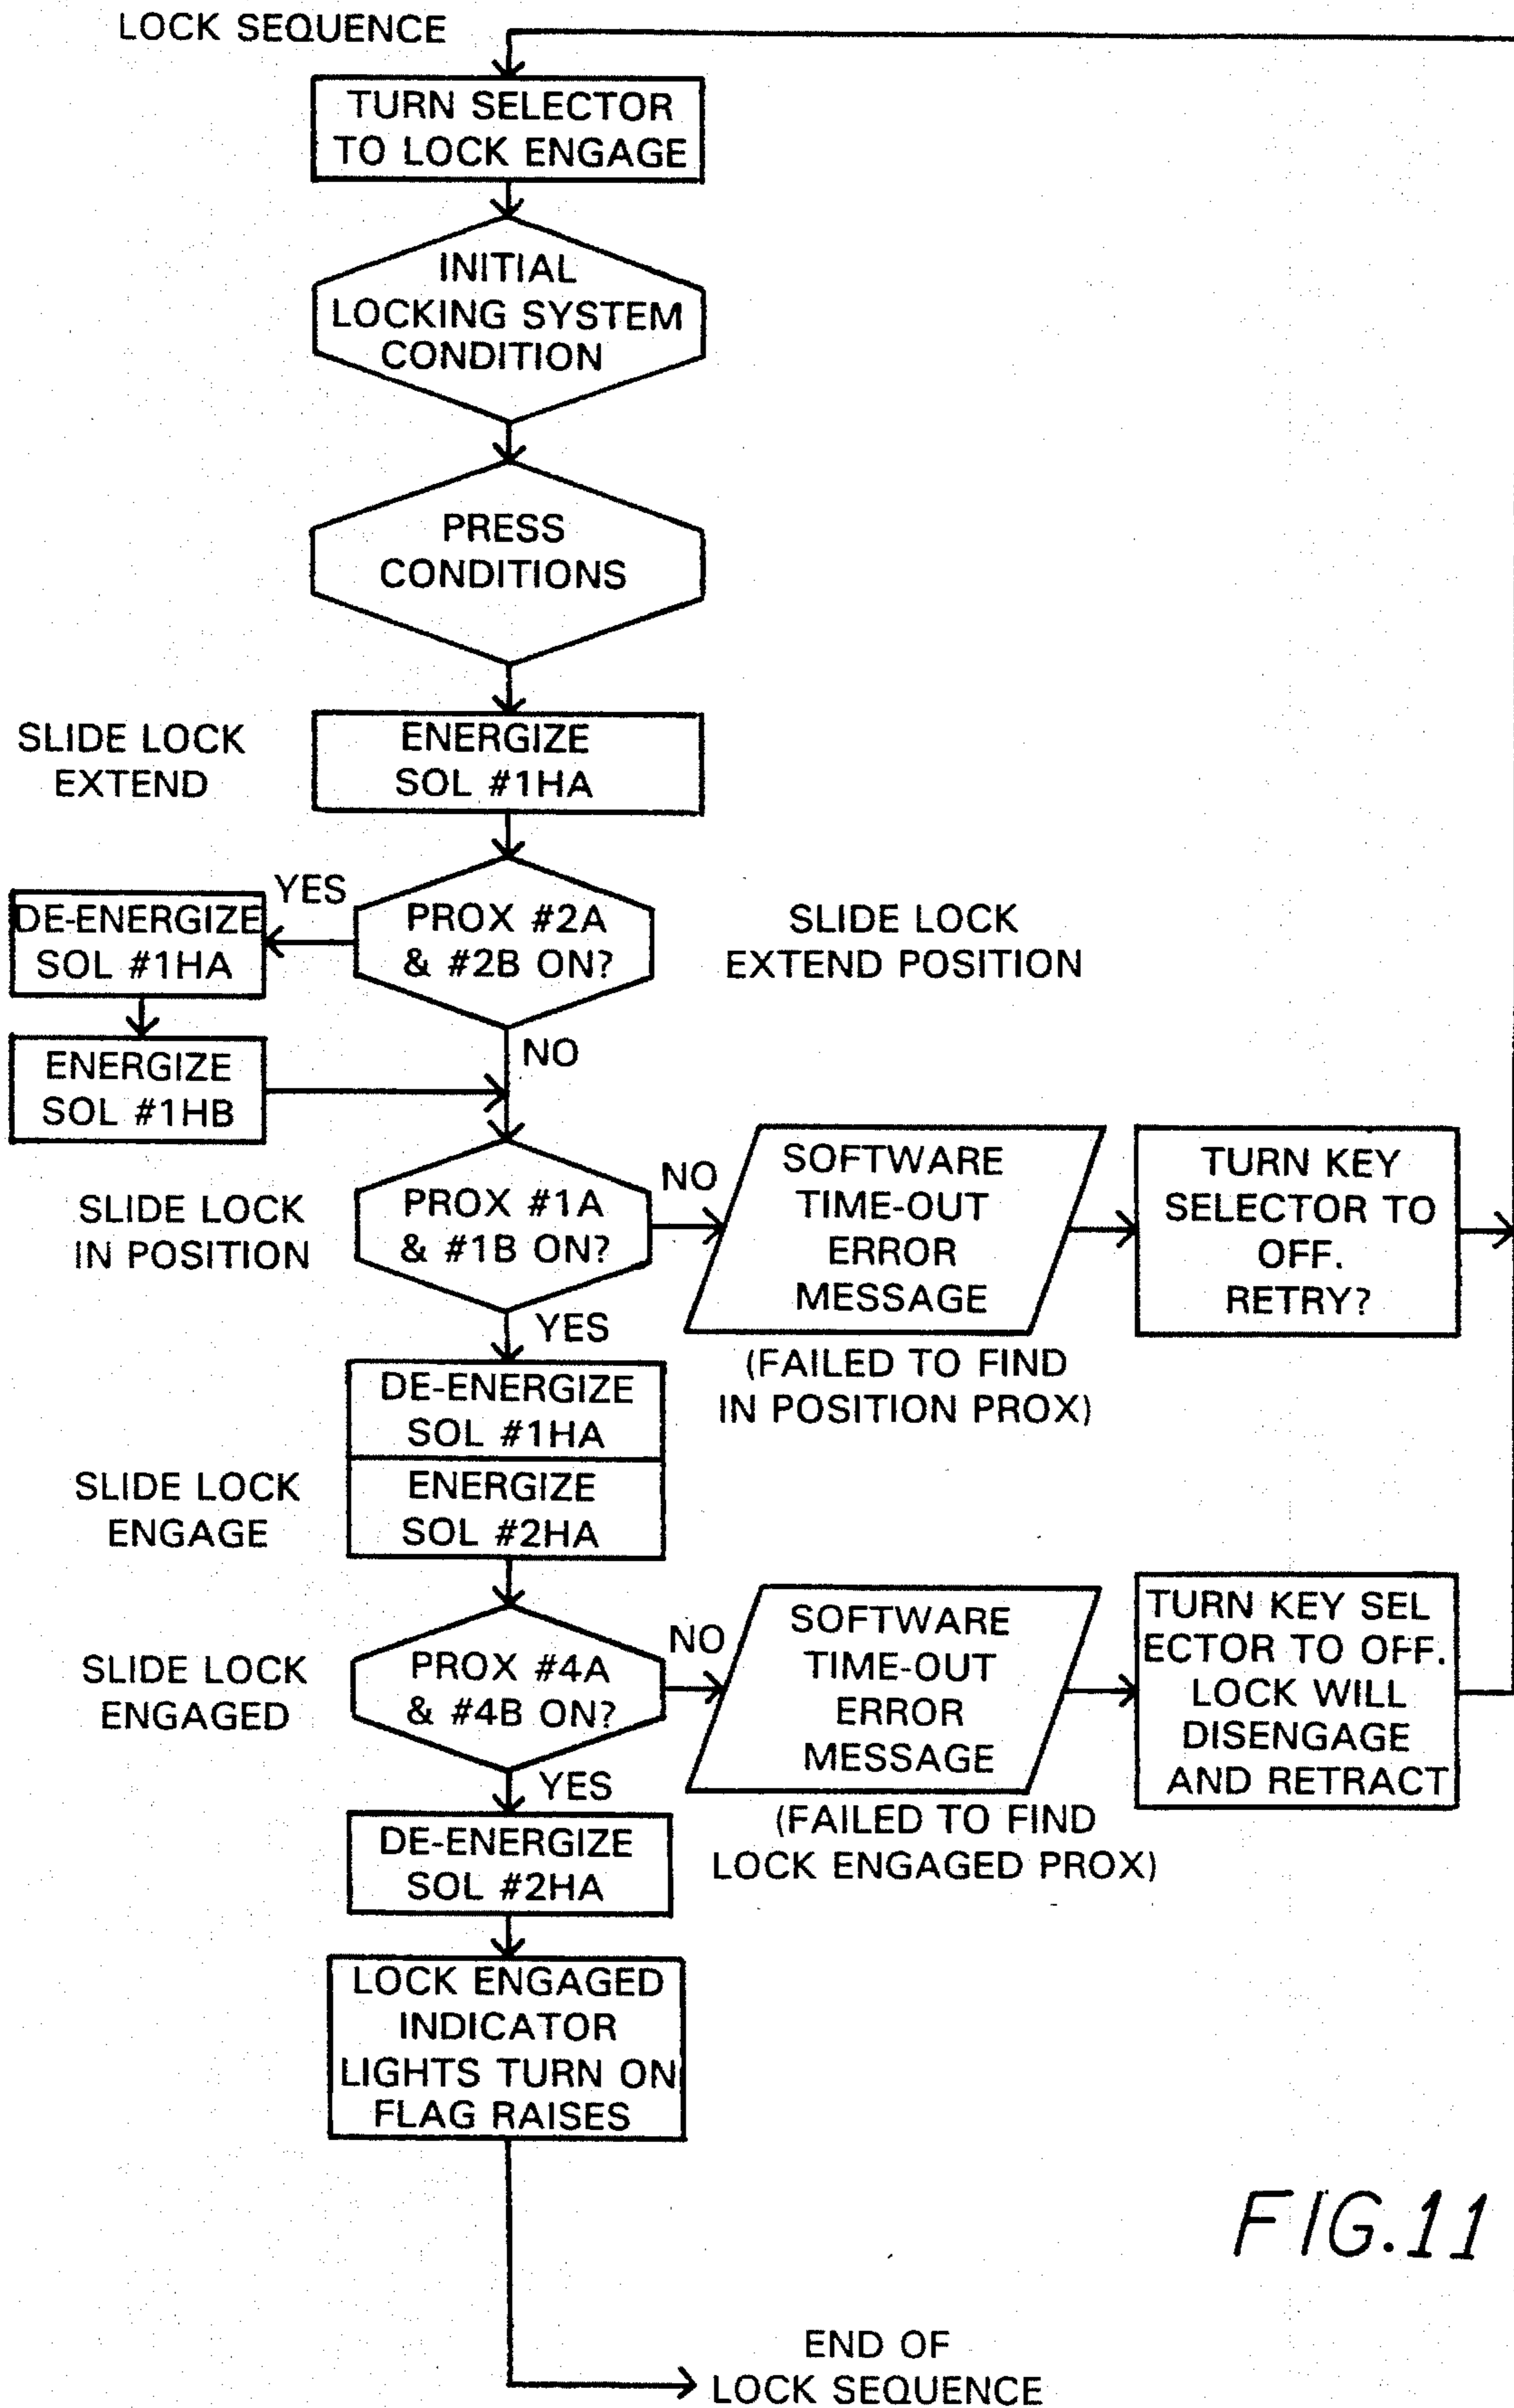 LOCK SEQUENCE
TURN SELECTOR
TO LOCK ENGAGE
INITIAL
LOCKING SYSTEM
CONDITION
PRESS
CONDITIONS
SLIDE LOCK
EXTEND
ENERGIZE
SOL #1HA
YES
DE-ENERGIZE
SOL #1HA
PROX #2A
& #2B ON?
SLIDE LOCK
EXTEND POSITION
NO
ENERGIZE
SOL #1HB
SLIDE LOCK
IN POSITION
PROX #1A
& #1B ON?
NO
SOFTWARE
TIME-OUT
ERROR
MESSAGE
(FAILED TO FIND
IN POSITION PROX)
TURN KEY
SELECTOR TO
OFF.
RETRY?
YES
DE-ENERGIZE
SOL #1HA
SLIDE LOCK
ENGAGE
ENERGIZE
SOL #2HA
SLIDE LOCK
ENGAGED
PROX #4A
& #4B ON?
NO
SOFTWARE
TIME-OUT
ERROR
MESSAGE
(FAILED TO FIND
LOCK ENGAGED PROX)
TURN KEY SEL
ECTOR TO OFF.
LOCK WILL
DISENGAGE
AND RETRACT
YES
DE-ENERGIZE
SOL #2HA
LOCK ENGAGED
INDICATOR
LIGHTS TURN ON
FLAG RAISES
END OF
LOCK SEQUENCE
FIG.11